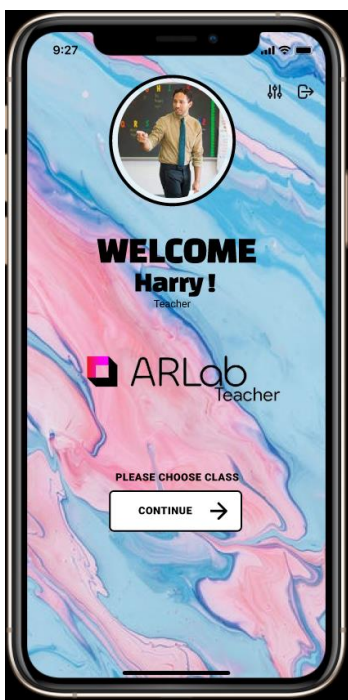 9:27
WELCOME
Harry !
Teacher
ARLab
Teacher
PLEASE CHOOSE CLASS
CONTINUE